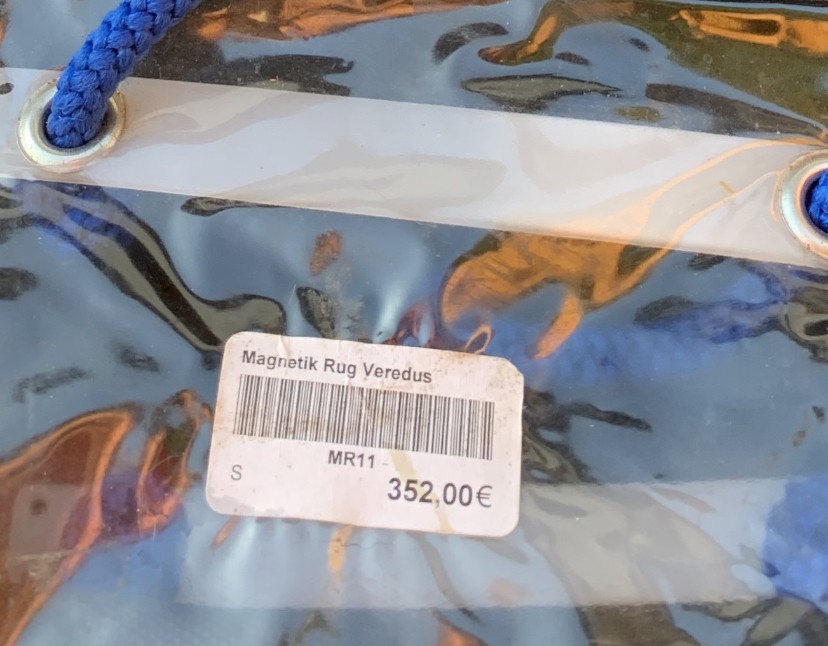 Magnetik Rug Veredus
MR11
S
352,00€